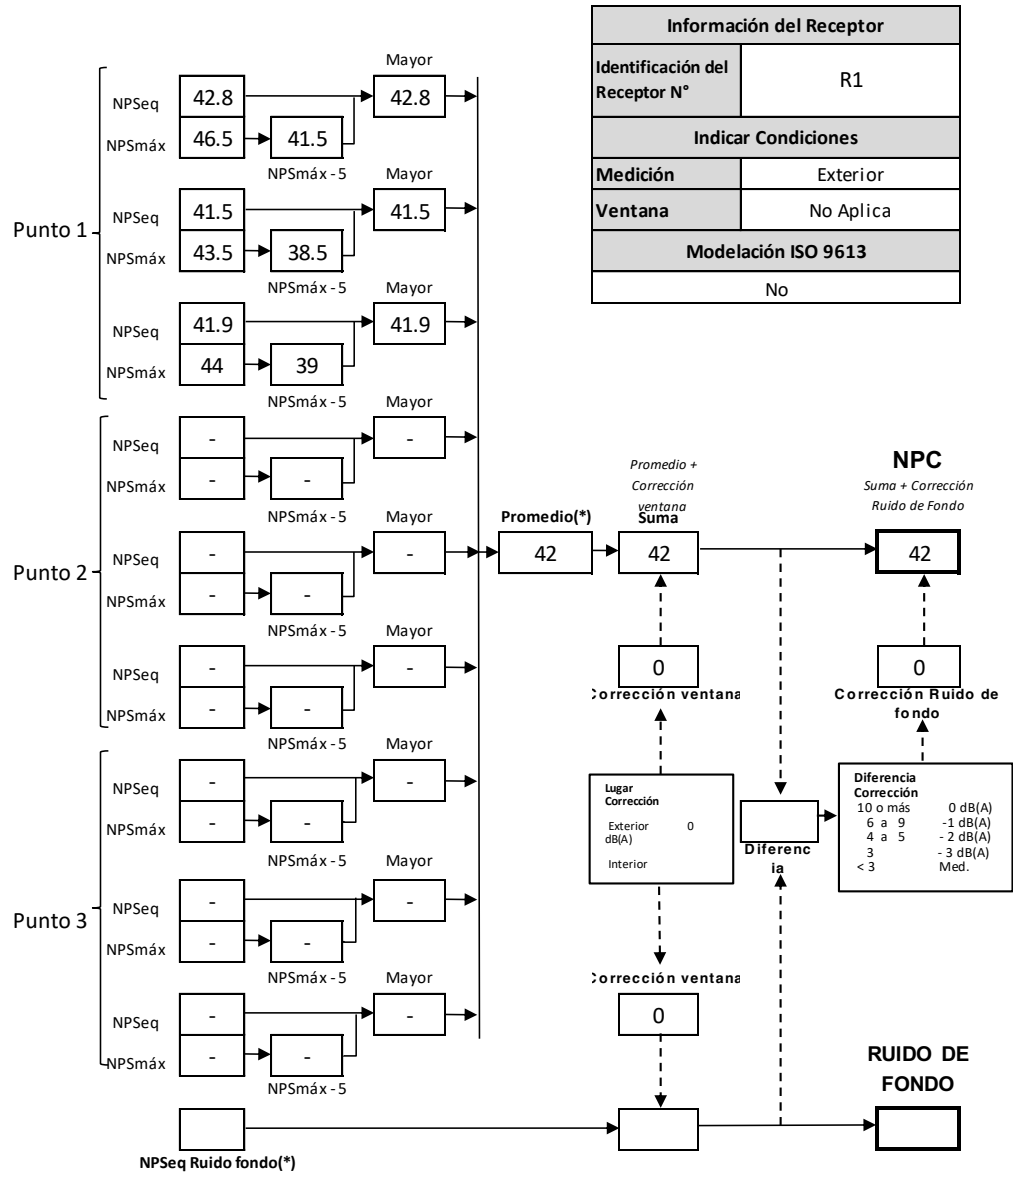 Información del Receptor
Identificación del
Receptor N°
R1
Indicar Condiciones
Medición
Exterior
Ventana
No Aplica
Modelación ISO 9613
No
Punto 1
Mayor
NPSeq
42.8
42.8
NPSmáx
46.5
41.5
NPSmáx - 5
Mayor
NPSeq
41.5
41.5
NPSmáx
43.5
38.5
NPSmáx - 5
Mayor
NPSeq
41.9
41.9
NPSmáx
44
39
NPSmáx - 5
Punto 2
Mayor
NPSeq
-
-
NPSmáx
-
-
NPSmáx - 5
Mayor
NPSeq
-
-
NPSmáx
-
-
NPSmáx - 5
Mayor
NPSeq
-
-
NPSmáx
-
-
NPSmáx - 5
Punto 3
Mayor
NPSeq
-
-
NPSmáx
-
-
NPSmáx - 5
Mayor
NPSeq
-
-
NPSmáx
-
-
NPSmáx - 5
Mayor
NPSeq
-
-
NPSmáx
-
-
NPSmáx - 5
NPSeq Ruido fondo(*)
Promedio(*)
42
Promedio +
Corrección
ventana
Suma
42
0
Corrección ventana
Lugar
Corrección
Exterior 0
dB(A)
Interior
Corrección ventana
0
Diferenc
ia
NPC
Suma + Corrección
Ruido de Fondo
42
0
Corrección Ruido de
fondo
Diferencia
Corrección
10 o más 0 dB(A)
6 a 9 -1 dB(A)
4 a 5 - 2 dB(A)
3 - 3 dB(A)
< 3 Med.
RUIDO DE
FONDO